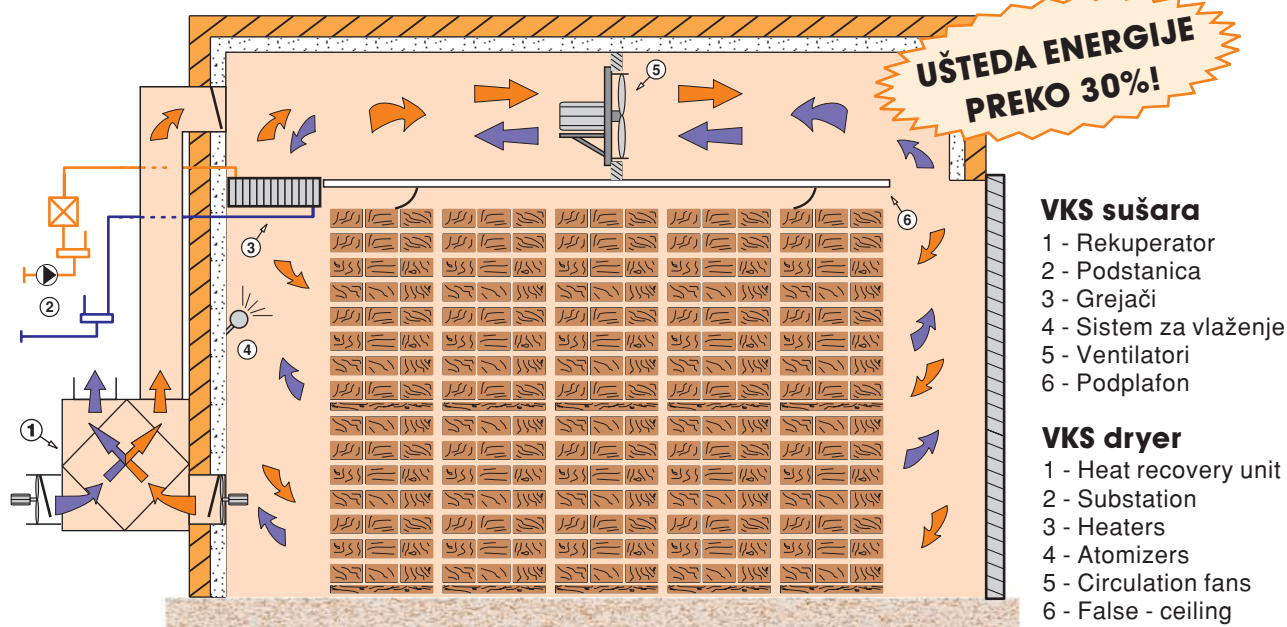 UŠTEDA ENERGIJE
PREKO 30%!
5
6
3
2
4
1
VKS sušara
1 - Rekuperator
2 - Podstanica
3 - Grejači
4 - Sistem za vlaženje
5 - Ventilatori
6 - Podplafon
VKS dryer
1 - Heat recovery unit
2 - Substation
3 - Heaters
4 - Atomizers
5 - Circulation fans
6 - False - ceiling